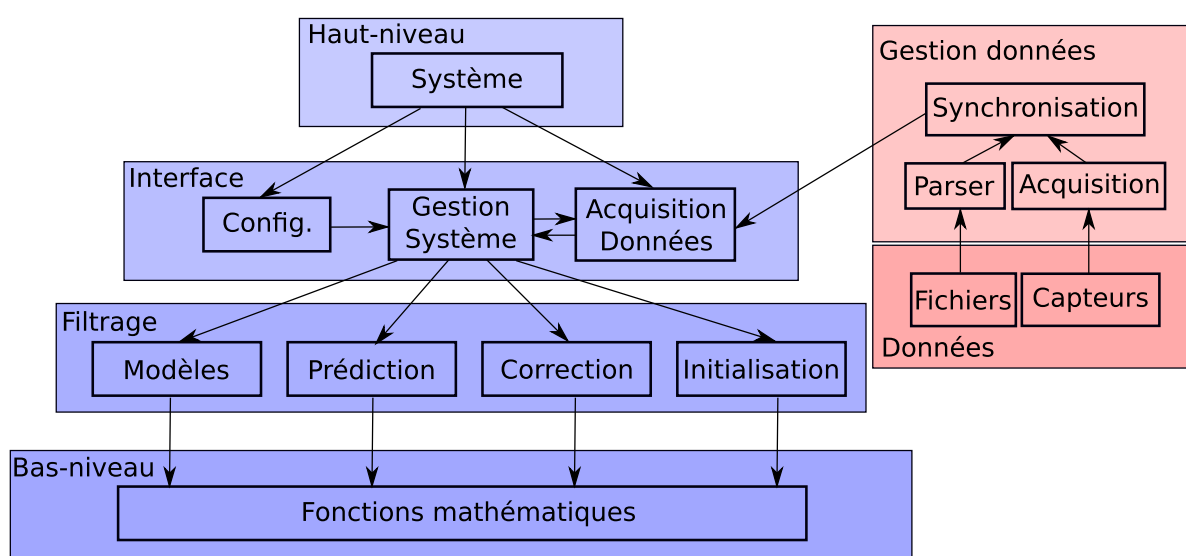 Haut-niveau
Système
Interface
Config.
Gestion
Système
Acquisition
Données
Filtrage
Modèles
Prédiction
Correction
Initialisation
Bas-niveau
Fonctions mathématiques
Gestion données
Synchronisation
Parser
Acquisition
Fichiers
Capteurs
Données